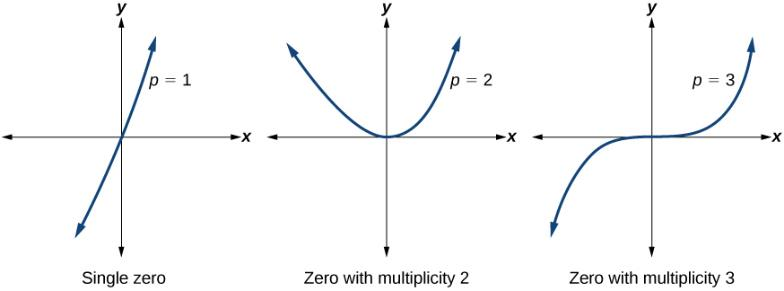 y
y
y
p = 1
p = 2
p = 3
x
x
x
Single zero
Zero with multiplicity 2
Zero with multiplicity 3